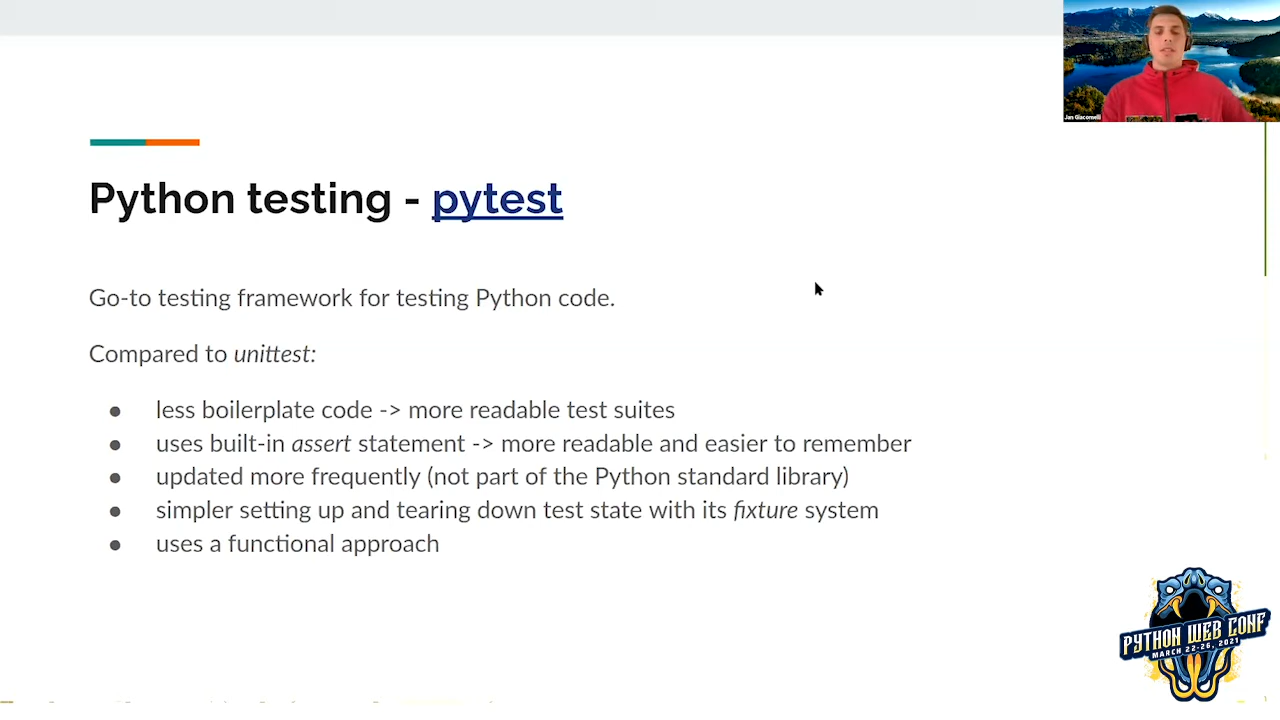 Jan Giacomelli
Python testing - pytest
Go-to testing framework for testing Python code.
Compared to unittest:
● less boilerplate code -> more readable test suites
● uses built-in assert statement -> more readable and easier to remember
● updated more frequently (not part of the Python standard library)
● simpler setting up and tearing down test state with its fixture system
● uses a functional approach
PYTHON WEB CONF
MARCH 22-26, 2021